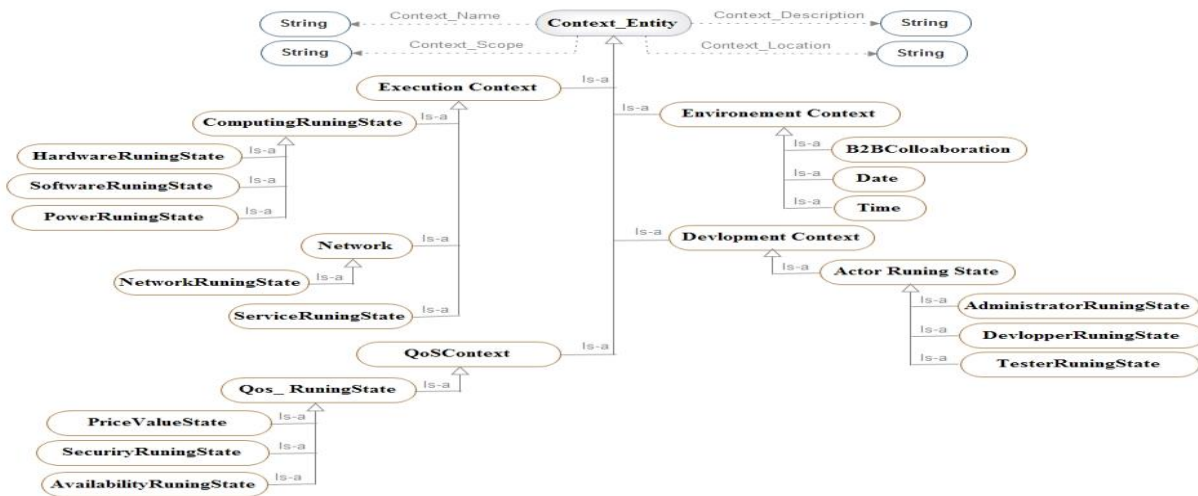 String Context_Name Context_Entity Context_Description String
String Context_Scope Context_Location String
Is-a
Execution Context
Is-a
Environement Context
Is-a
ComputingRuningState
Is-a
HardwareRuningState
Is-a
SoftwareRuningState
Is-a
PowerRuningState
Is-a
B2BColloaboration
Is-a
Date
Is-a
Time
Is-a
Devlopment Context
Is-a
Network
Is-a
NetworkRuningState
Is-a
Actor Runing State
Is-a
AdministratorRuningState
Is-a
DevlopperRuningState
Is-a
TesterRuningState
ServiceRuningState
Is-a
QoSContext
Is-a
Qos_ RuningState
Is-a
PriceValueState
Is-a
SecuriryRuningState
Is-a
AvailabilityRuningState
Is-a